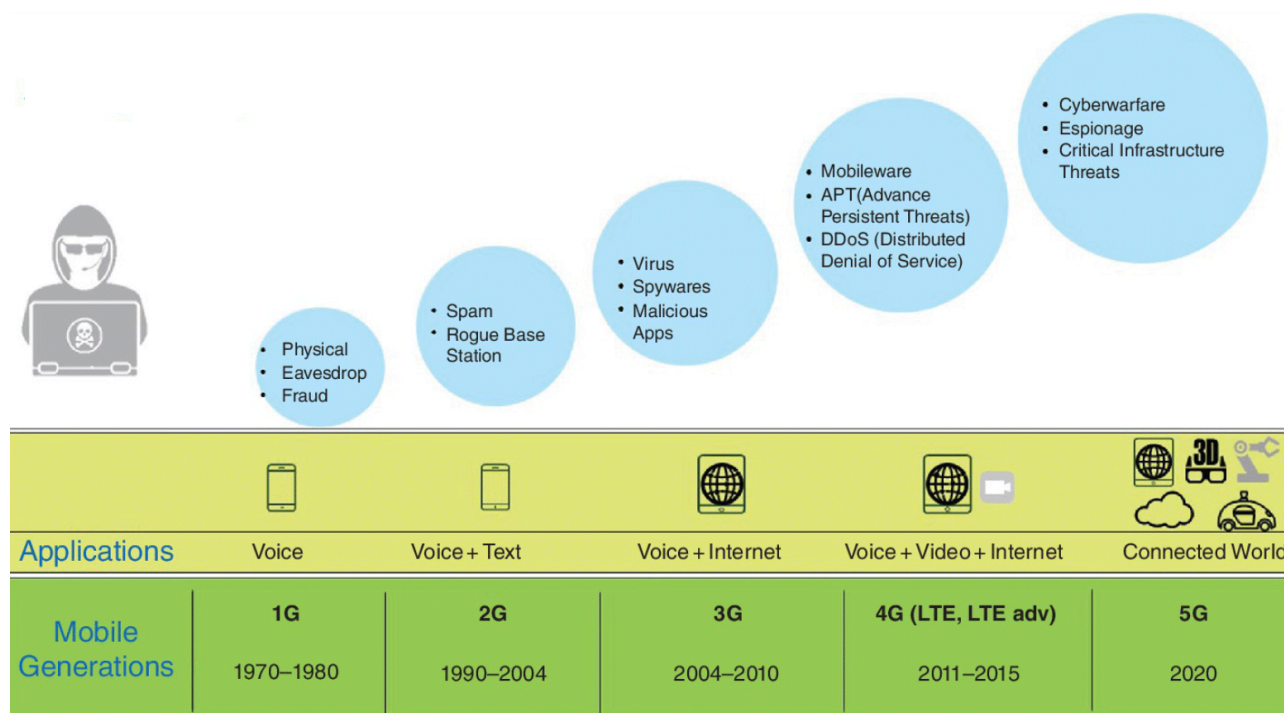 • Cyberwarfare
• Espionage
• Critical Infrastructure
Threats
• Mobileware
• APT(Advance
Persistent Threats)
• DDoS (Distributed
Denial of Service)
• Virus
• Spywares
• Malicious
Apps
• Spam
• Rogue Base
Station
• Physical
• Eavesdrop
• Fraud
3D
Applications
Voice
Voice + Text
Voice + Internet
Voice + Video + Internet
Connected World
Mobile
Generations
1G
1970–1980
2G
1990–2004
3G
2004–2010
4G (LTE, LTE adv)
2011–2015
5G
2020